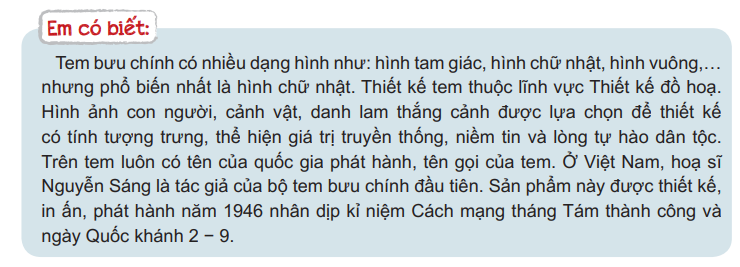 Em có biết:
Tem bưu chính có nhiều dạng hình như: hình tam giác, hình chữ nhật, hình vuông,...
nhưng phổ biến nhất là hình chữ nhật. Thiết kế tem thuộc lĩnh vực Thiết kế đồ hoạ.
Hình ảnh con người, cảnh vật, danh lam thắng cảnh được lựa chọn để thiết kế
có tính tượng trưng, thể hiện giá trị truyền thống, niềm tin và lòng tự hào dân tộc.
Trên tem luôn có tên của quốc gia phát hành, tên gọi của tem. Ở Việt Nam, hoạ sĩ
Nguyễn Sáng là tác giả của bộ tem bưu chính đầu tiên. Sản phẩm này được thiết kế,
in ấn, phát hành năm 1946 nhân dịp kỉ niệm Cách mạng tháng Tám thành công và
ngày Quốc khánh 2 – 9.